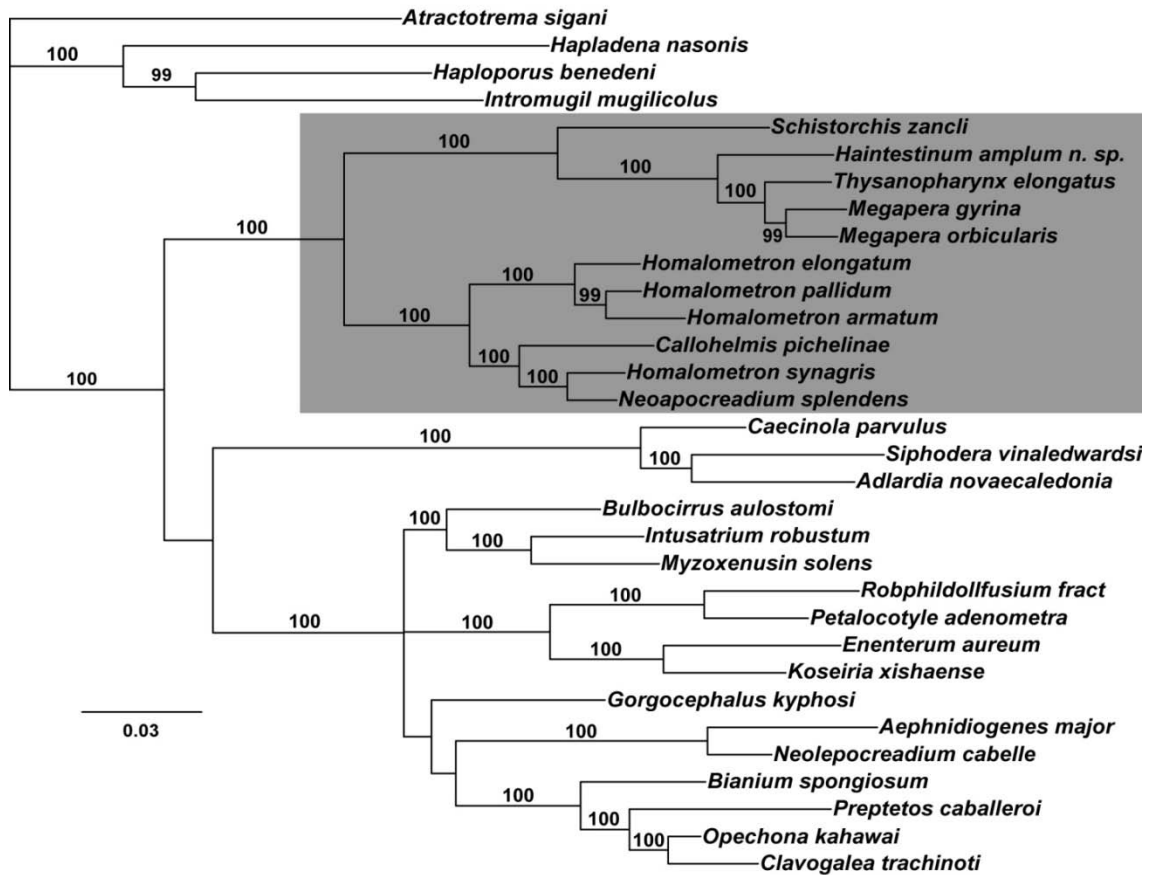 Atractotrema sigani
100
Hapladena nasonis
99
Haploporus benedeni
Intromugil mugilicolus
100
Schistorchis zancli
100
Haintestinum amplum n. sp.
100
Thysanopharynx elongatus
99
Megapera gyrina
Megapera orbicularis
100
100
Homalometron elongatum
99
Homalometron pallidum
Homalometron armatum
100
100
Callohelmis pichelinae
100
Homalometron synagris
Neoapocreadium splendens
100
100
Caecinola parvulus
100
Siphodera vinaledwardsi
Adlardia novaecaledonia
100
Bulbocirrus aulostomi
100
Intusatrium robustum
Myzoxenusin solens
100
100
100
Robphildollfusium fract
Petalocotyle adenometra
100
Enenterum aureum
Koseiria xishaense
Gorgocephalus kyphosi
100
Aephnidiogenes major
Neolepocreadium cabelle
100
Bianium spongiosum
100
Preptetos caballeroi
100
Opechona kahawai
Clavogalea trachinoti
0.03